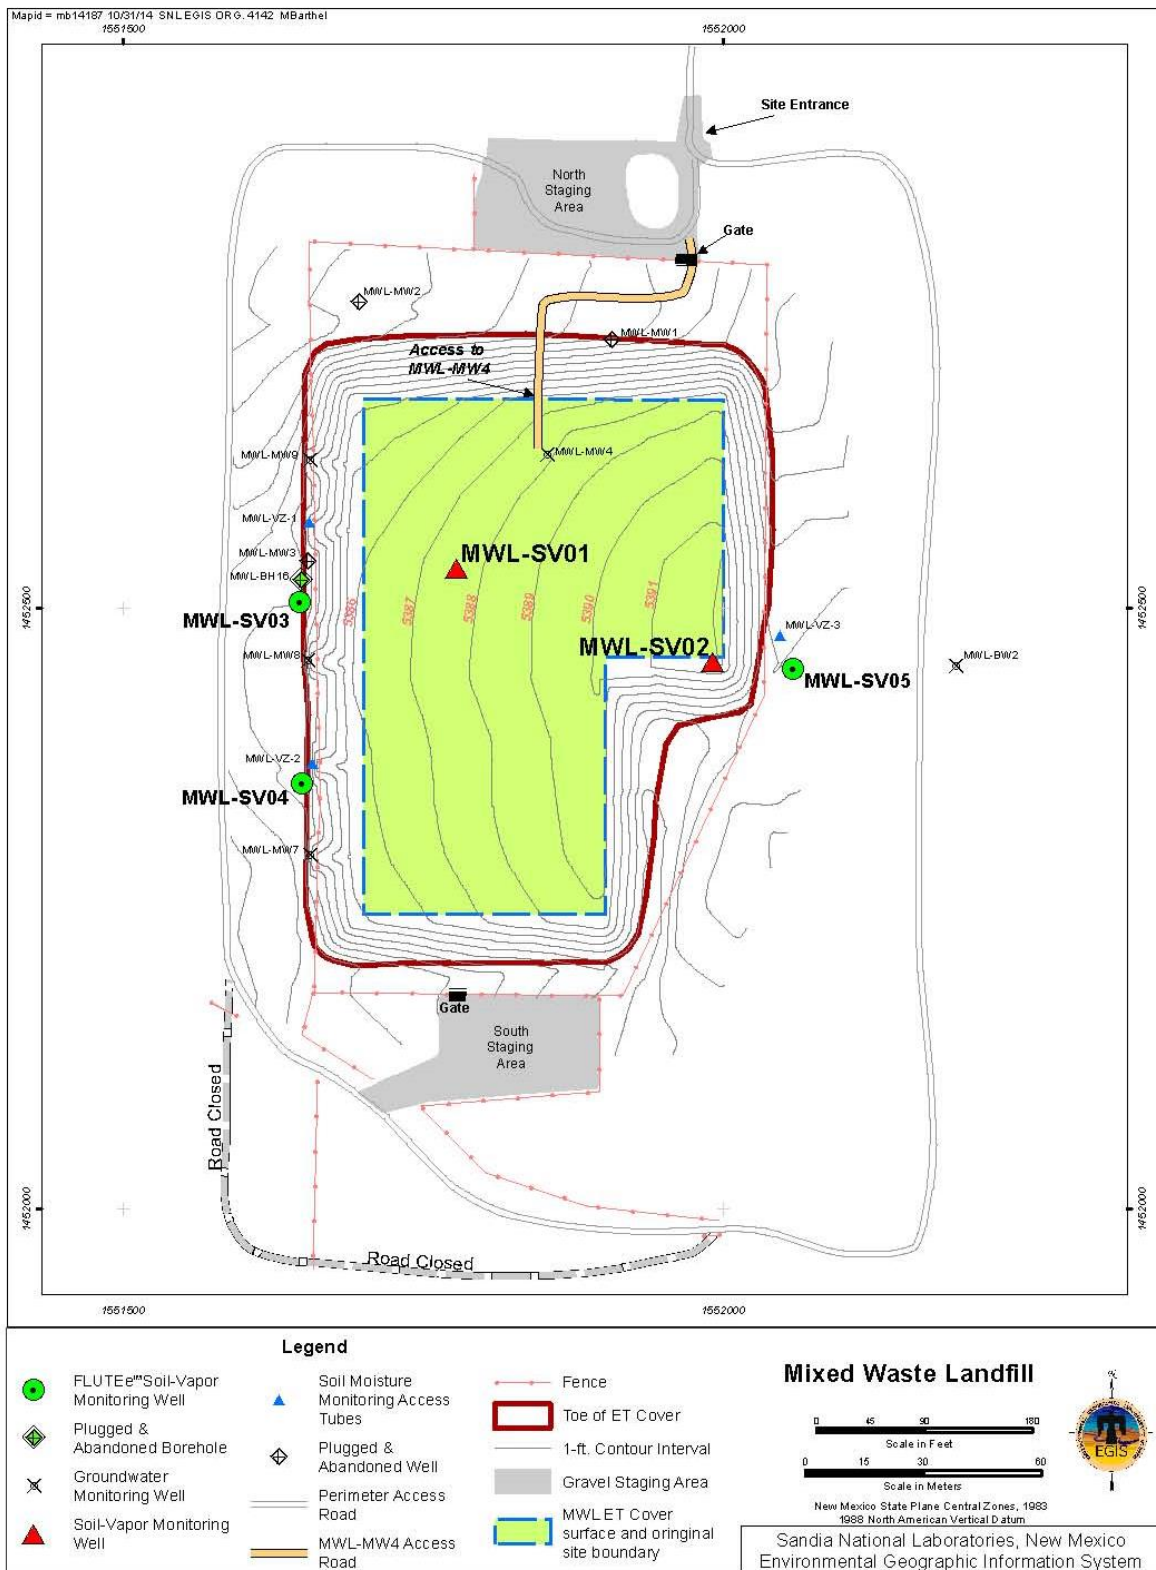 Mapid = mb14187 10/31/14 SNL EGIS ORG. 4142 MBarthel
1551500
1552000
Site Entrance
North
Staging
Area
Gate
MWL-MW2
MWL-MW1
Access to
MWL-MW4
MWL-MW9
MWL-MW4
MWL-VZ-1
MWL-MW3
MWL-SV01
MWL-BH16
1452500
MWL-SV03
5386
5387
5388
5389
5390
5391
1452500
MWL-VZ-3
MWL-MW8
MWL-SV02
MWL-BW2
MWL-SV05
MWL-VZ-2
MWL-SV04
MWL-MW7
Gate
South
Staging
Area
Road Closed
1452000
1452000
Road Closed
1551500
1552000
Legend
FLUTEe™Soil-Vapor
Monitoring Well
Plugged &
Abandoned Borehole
Groundwater
Monitoring Well
Soil-Vapor Monitoring
Well
Soil Moisture
Monitoring Access
Tubes
Plugged &
Abandoned Well
Perimeter Access
Road
MWL-MW4 Access
Road
Fence
Toe of ET Cover
1-ft. Contour Interval
Gravel Staging Area
MWL ET Cover
surface and oringinal
site boundary
Mixed Waste Landfill
0 45 90 180
Scale in Feet
0 15 30 60
Scale in Meters
New Mexico State Plane Central Zones, 1983
1988 North American Vertical Datum
EGIS
Sandia National Laboratories, New Mexico
Environmental Geographic Information System